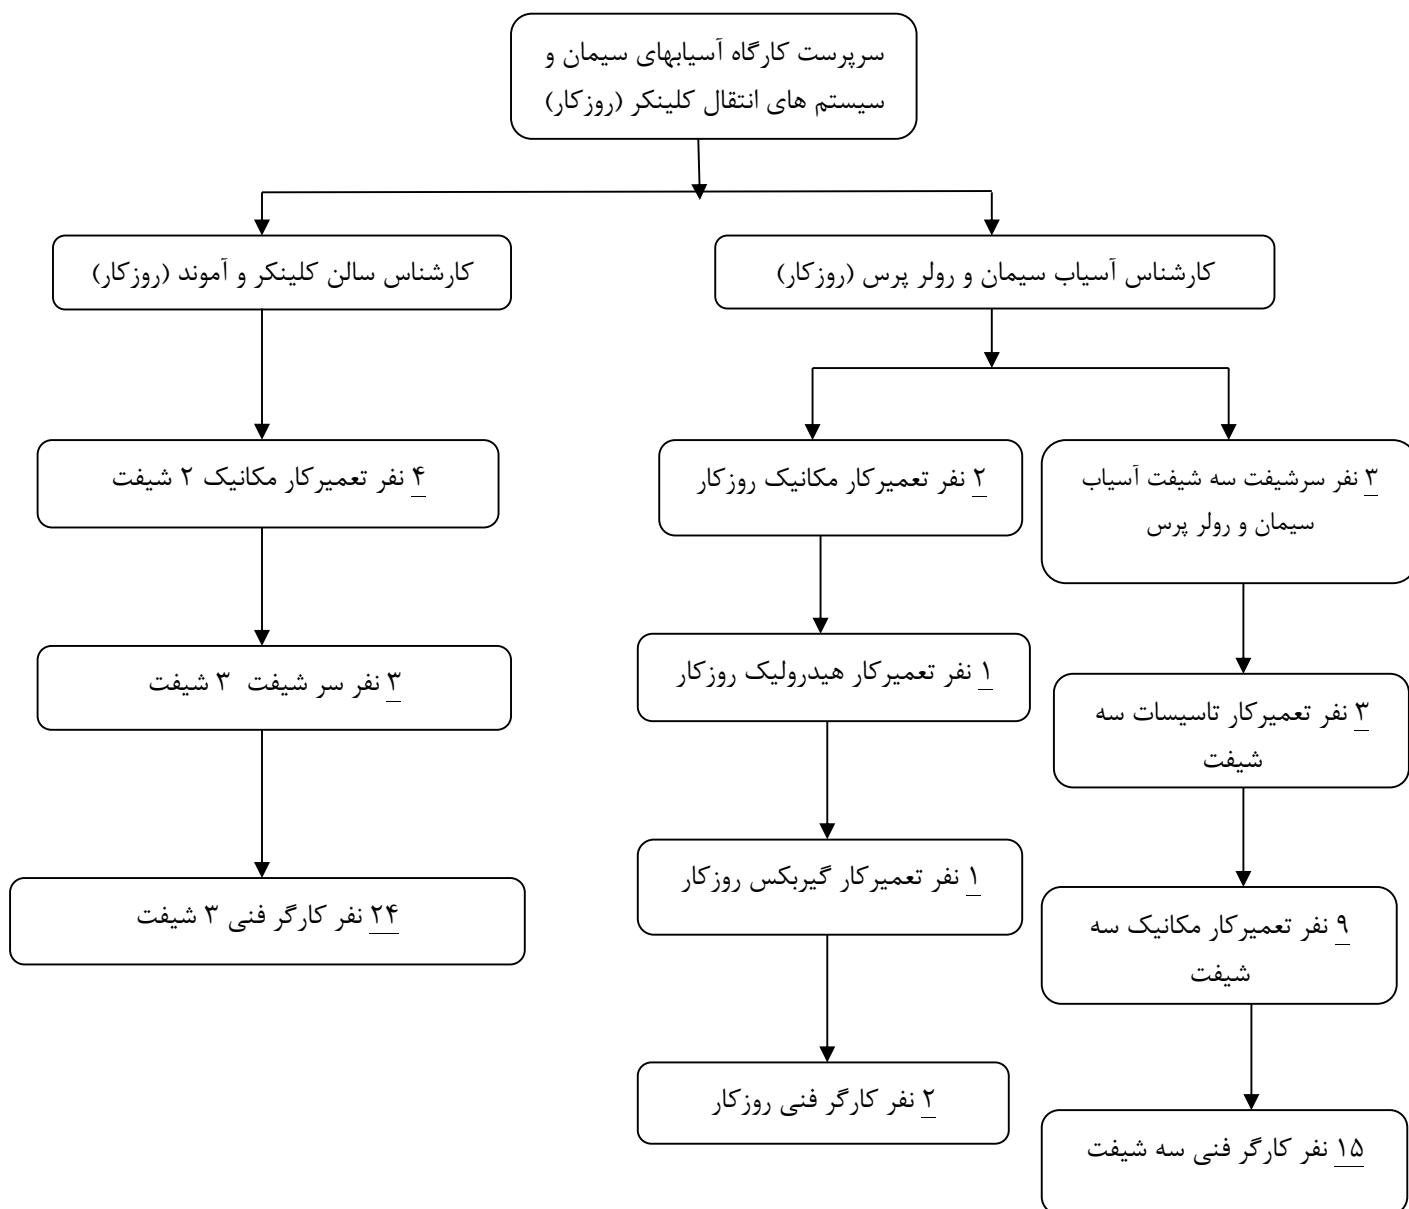 سرپرست کارگاه آسیابهای سیمان و
سیستم های انتقال کلینکر (روزکار)
کارشناس آسیاب سیمان و رولر پرس (روزکار)
کارشناس سالن کلینکر و آموند (روزکار)
۳ نفر سرشیفت سه شیفت آسیاب
سیمان و رولر پرس
۲ نفر تعمیرکار مکانیک روزکار
۴ نفر تعمیرکار مکانیک ۲ شیفت
۳ نفر تعمیرکار تاسیسات سه
شیفت
۱ نفر تعمیرکار هیدرولیک روزکار
۳ نفر سر شیفت ۳ شیفت
۹ نفر تعمیرکار مکانیک سه
شیفت
۱ نفر تعمیرکار گیربکس روزکار
۲۴ نفر کارگر فنی ۳ شیفت
۱۵ نفر کارگر فنی سه شیفت
۲ نفر کارگر فنی روزکار